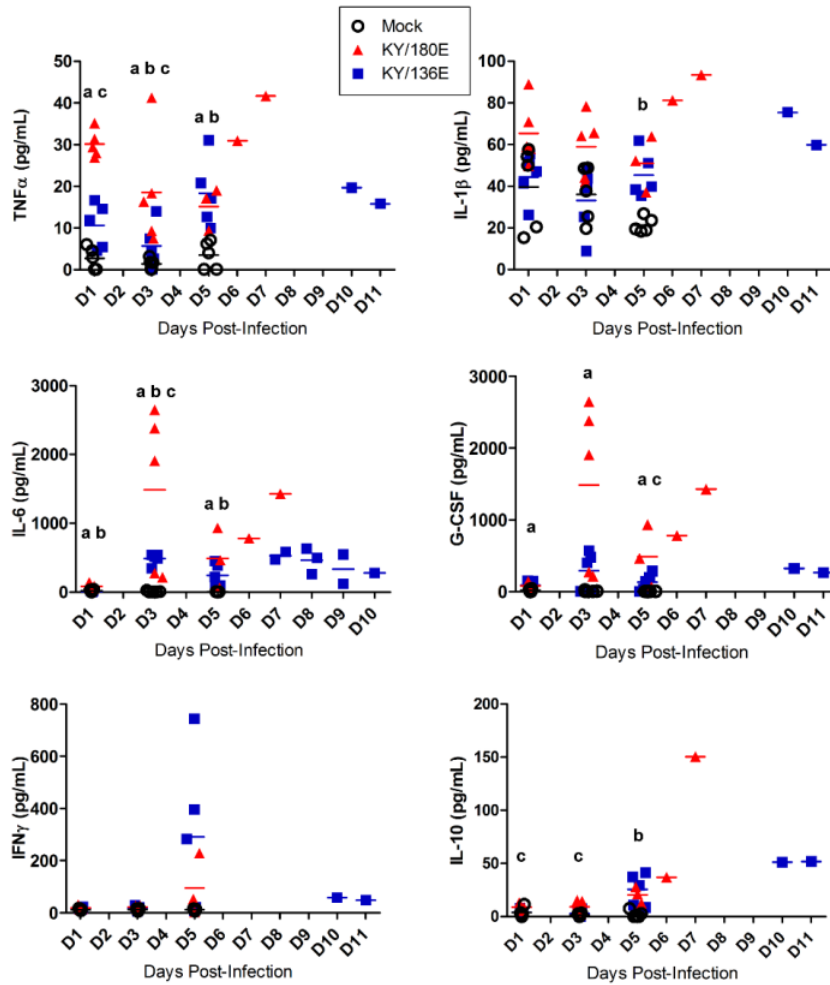 Mock
KY/180E
KY/136E
TNFα (pg/mL)
50
40
30
20
10
0
a c
a b c
a b
D1 D2 D3 D4 D5 D6 D7 D8 D9 D10 D11
Days Post-Infection
IL-1β (pg/mL)
100
80
60
40
20
0
b
D1 D2 D3 D4 D5 D6 D7 D8 D9 D10 D11
Days Post-Infection
IL-6 (pg/mL)
3000
2000
1000
0
a b
a b c
a b
D1 D2 D3 D4 D5 D6 D7 D8 D9 D10
Days Post-Infection
G-CSF (pg/mL)
3000
2000
1000
0
a
a
a c
D1 D2 D3 D4 D5 D6 D7 D8 D9 D10 D11
Days Post-Infection
IFNγ (pg/mL)
800
600
400
200
0
D1 D2 D3 D4 D5 D6 D7 D8 D9 D10 D11
Days Post-Infection
IL-10 (pg/mL)
200
150
100
50
0
c
c
b
D1 D2 D3 D4 D5 D6 D7 D8 D9 D10 D11
Days Post-Infection